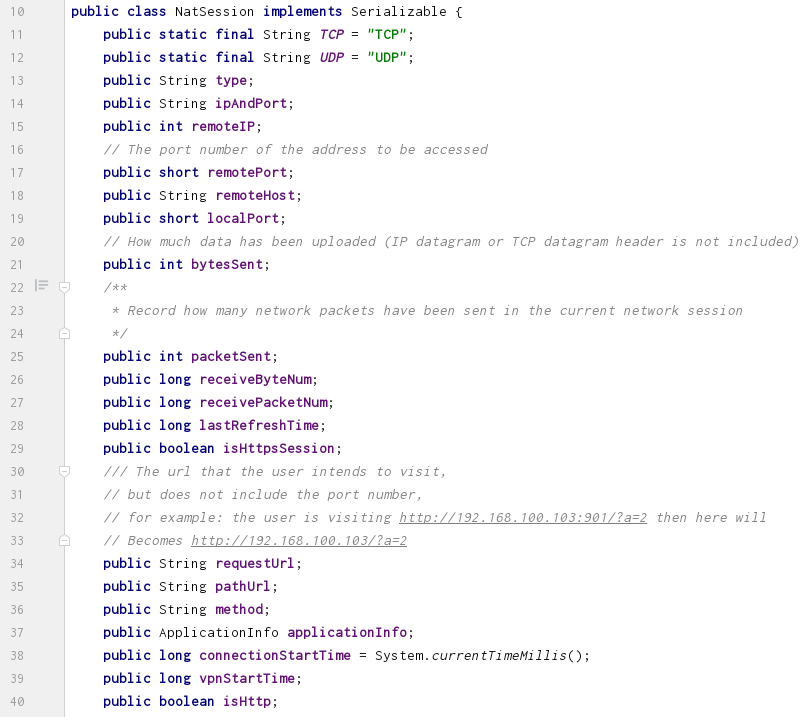 10 public class NatSession implements Serializable {
11 public static final String TCP = "TCP";
12 public static final String UDP = "UDP";
13 public String type;
14 public String ipAndPort;
15 public int remoteIP;
16 // The port number of the address to be accessed
17 public short remotePort;
18 public String remoteHost;
19 public short localPort;
20 // How much data has been uploaded (IP datagram or TCP datagram header is not included)
21 public int bytesSent;
22 /**
23 * Record how many network packets have been sent in the current network session
24 */
25 public int packetSent;
26 public long receiveByteNum;
27 public long receivePacketNum;
28 public long lastRefreshTime;
29 public boolean isHttpsSession;
30 /// The url that the user intends to visit,
31 // but does not include the port number,
32 // for example: the user is visiting http://192.168.100.103:901/?a=2 then here will
33 // Becomes http://192.168.100.103/?a=2
34 public String requestUrl;
35 public String pathUrl;
36 public String method;
37 public ApplicationInfo applicationInfo;
38 public long connectionStartTime = System.currentTimeMillis();
39 public long vpnStartTime;
40 public boolean isHttp;